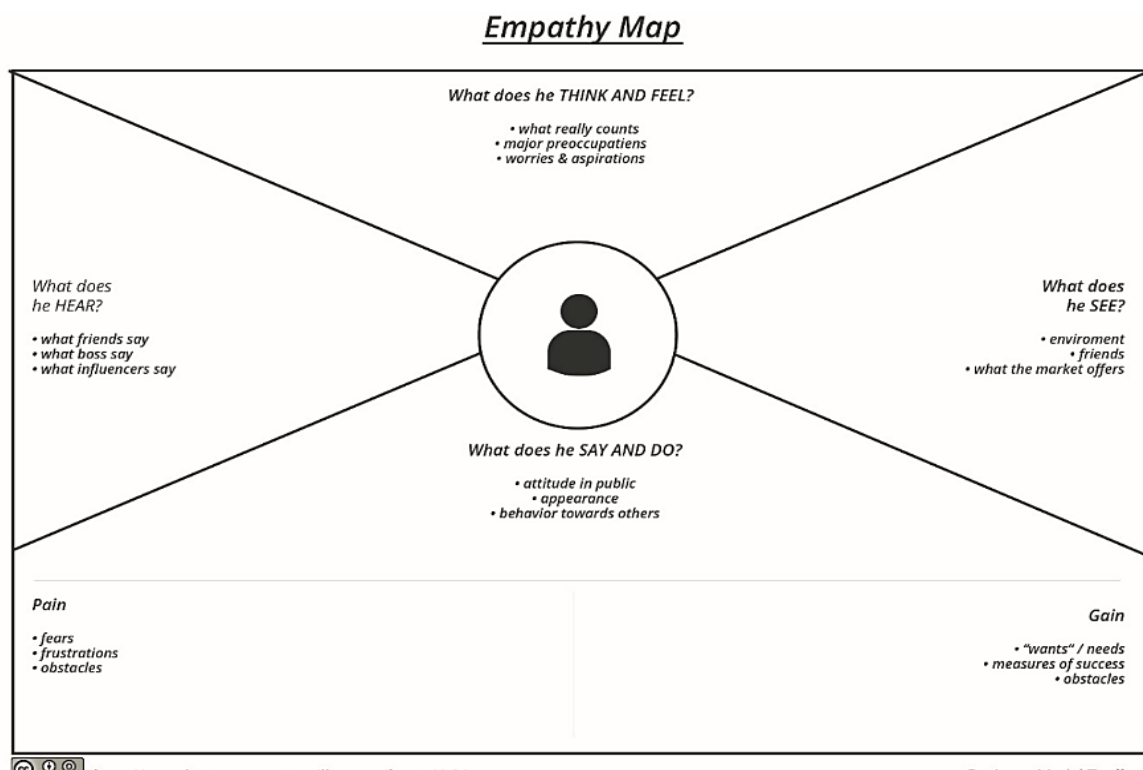 Empathy Map
What does he THINK AND FEEL?
• what really counts
• major preoccupatiens
• worries & aspirations
What does
he HEAR?
• what friends say
• what boss say
• what influencers say
What does
he SEE?
• enviroment
• friends
• what the market offers
What does he SAY AND DO?
• attitude in public
• appearance
• behavior towards others
Pain
• fears
• frustrations
• obstacles
Gain
• “wants“ / needs
• measures of success
• obstacles